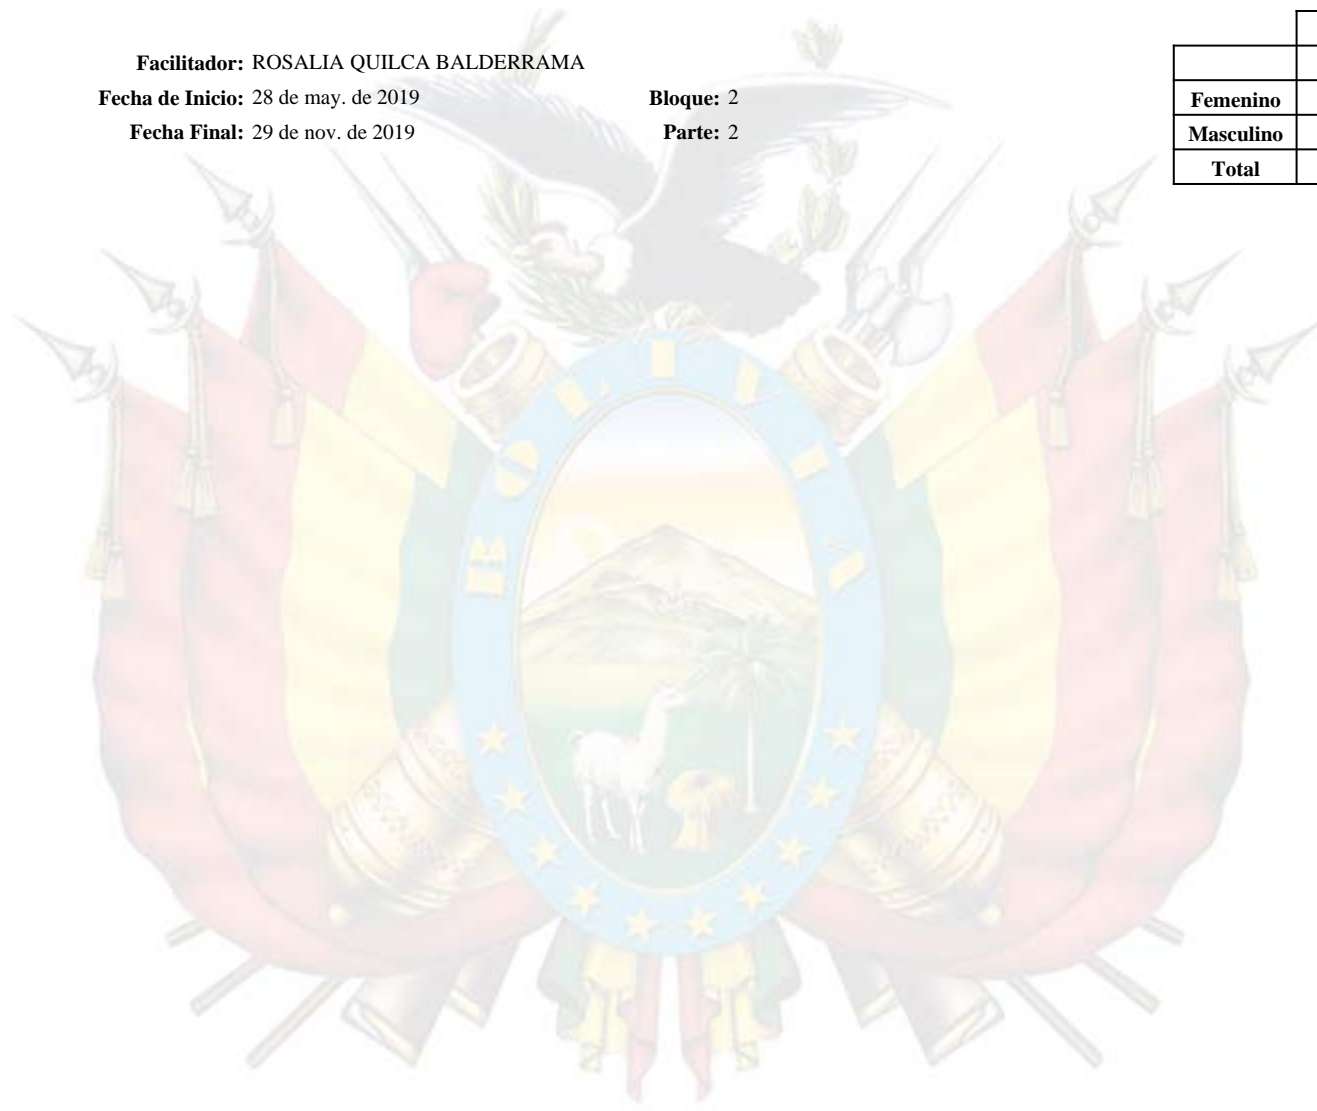 Facilitador: ROSALIA QUILCA BALDERRAMA
Fecha de Inicio: 28 de may. de 2019 Bloque: 2
Fecha Final: 29 de nov. de 2019 Parte: 2
Femenino
Masculino
Total
BOLIVIA